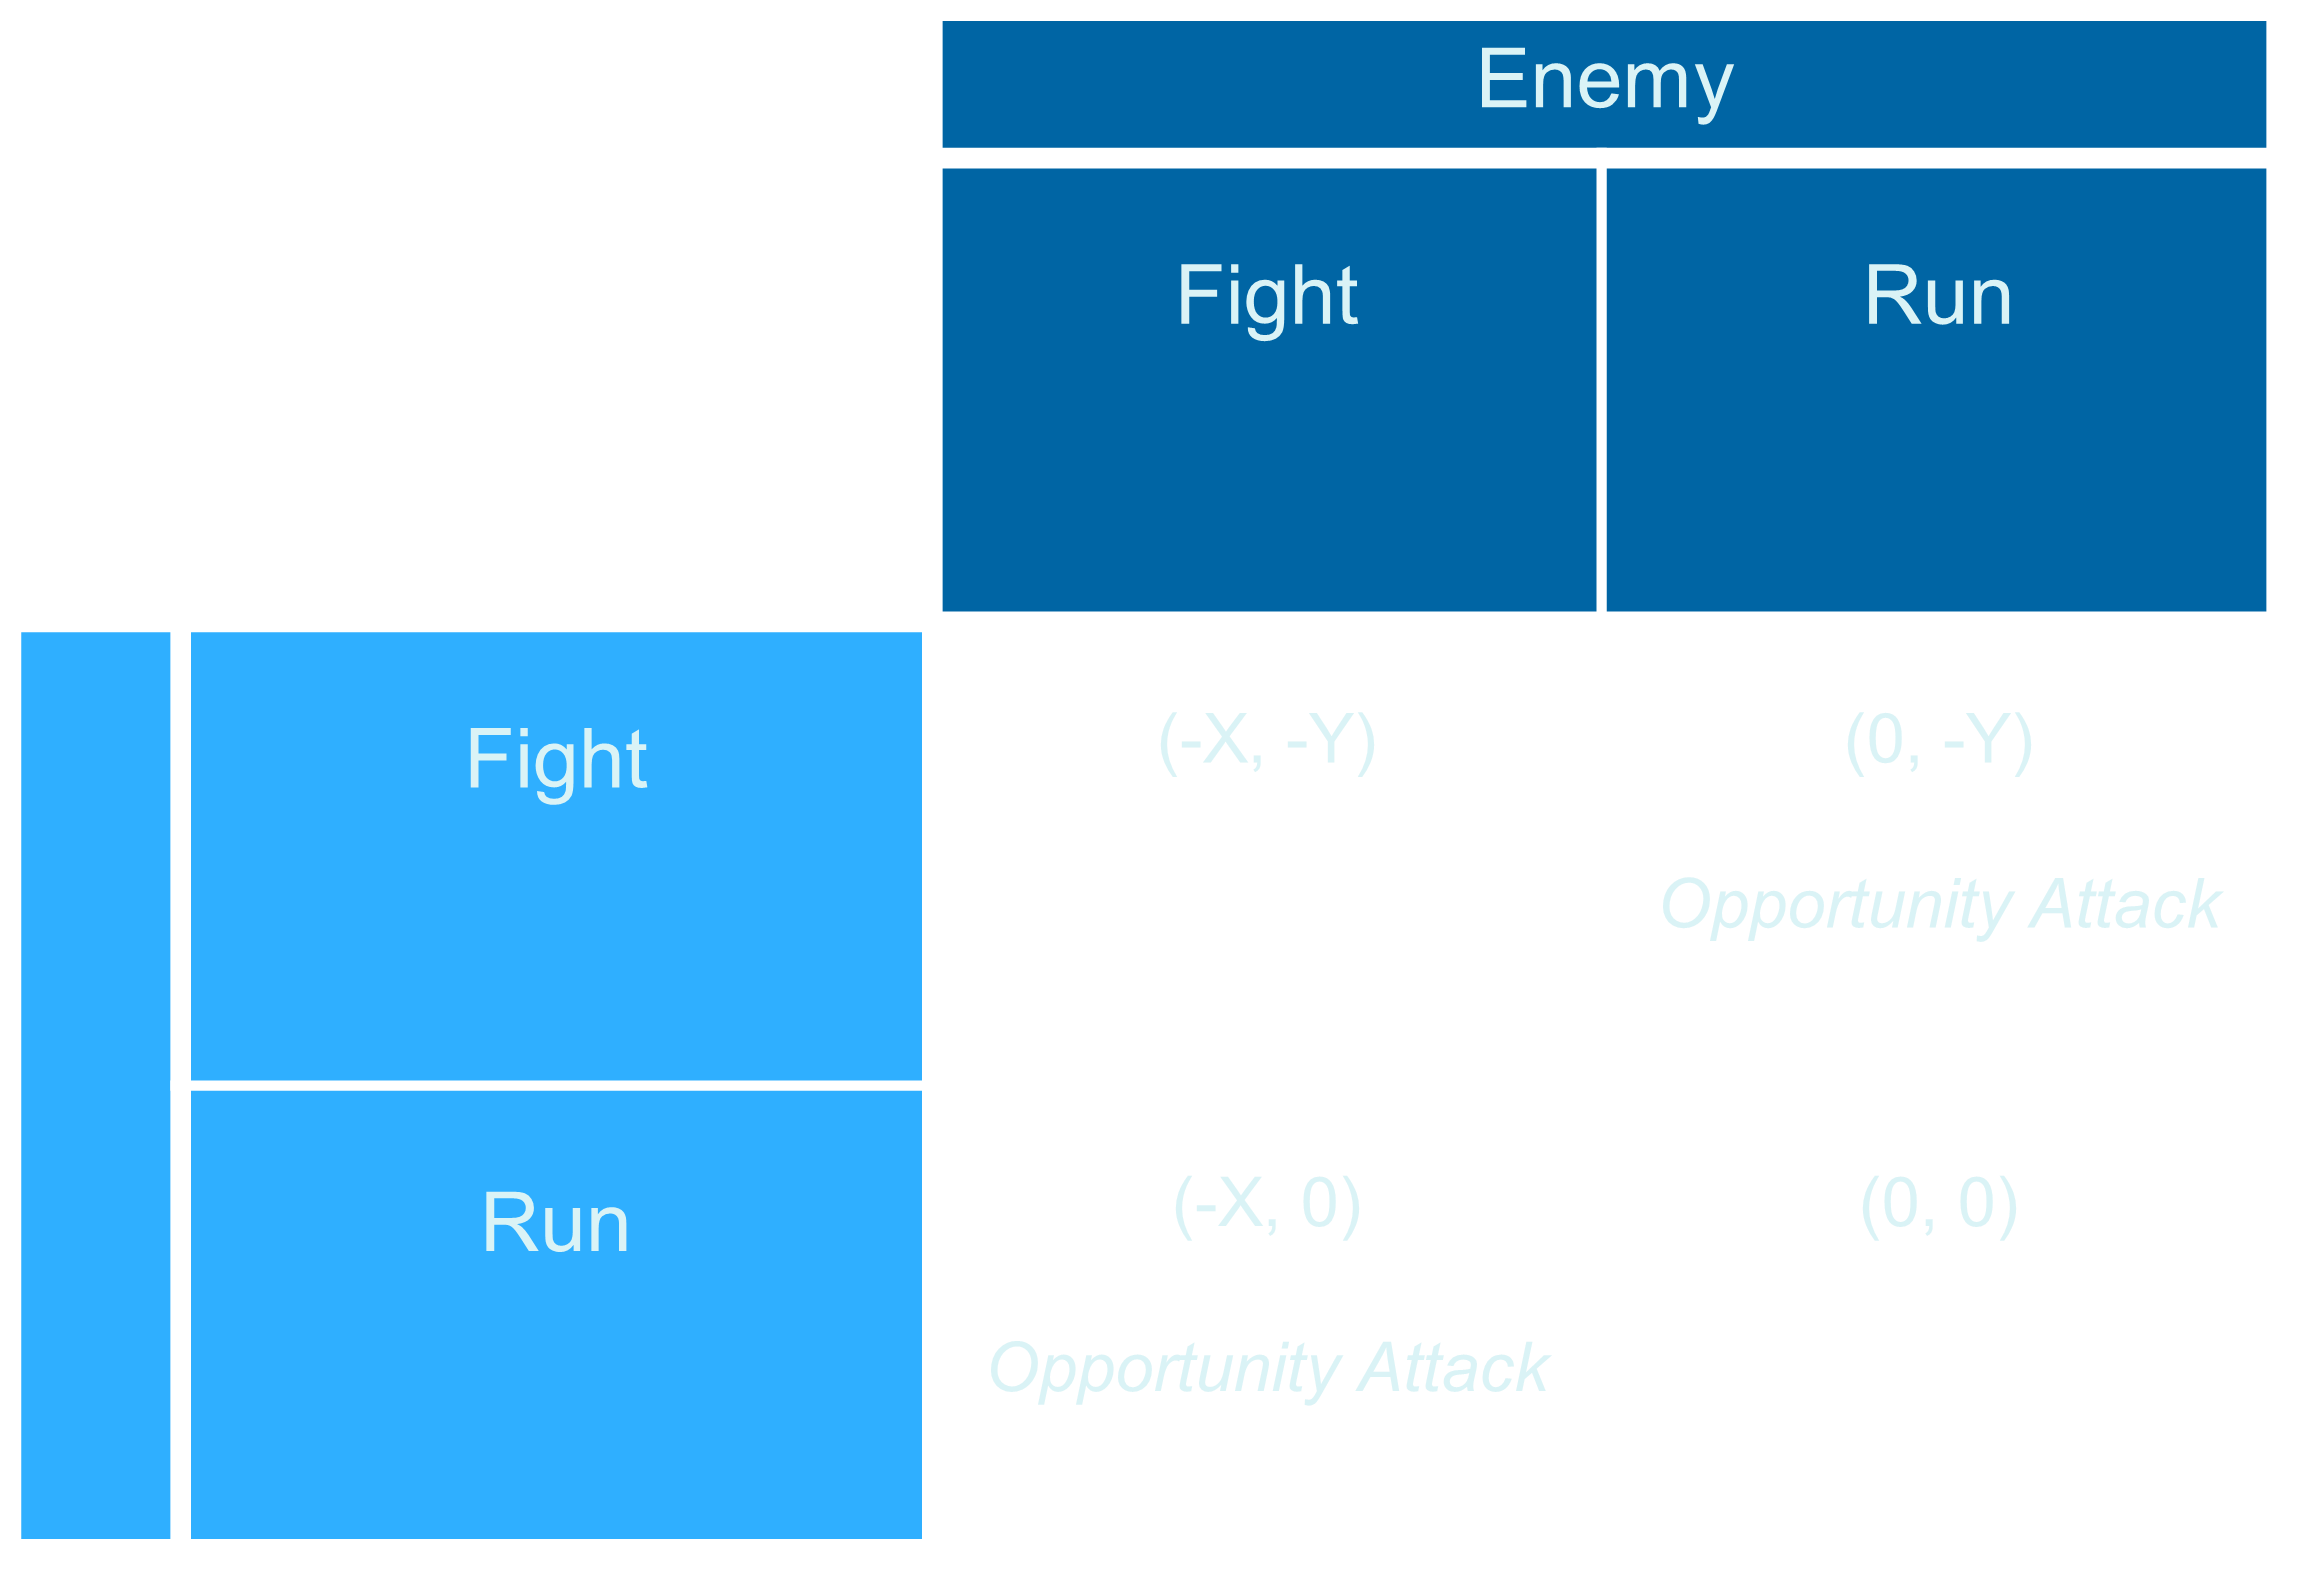 Enemy
Fight
Run
Fight
(-X, -Y)
(0, -Y)
Opportunity Attack
Run
(-X, 0)
(0, 0)
Opportunity Attack